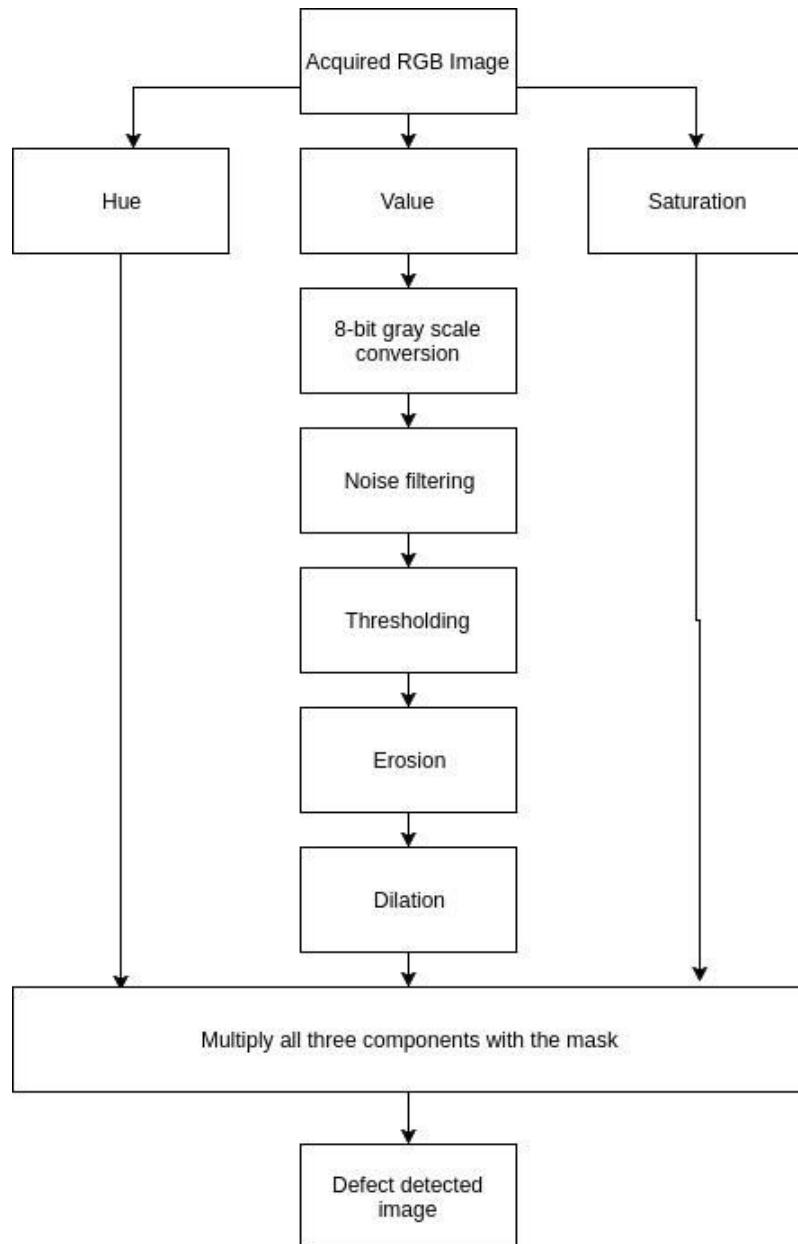 Acquired RGB Image
Hue
Value
Saturation
8-bit gray scale
conversion
Noise filtering
Thresholding
Erosion
Dilation
Multiply all three components with the mask
Defect detected
image